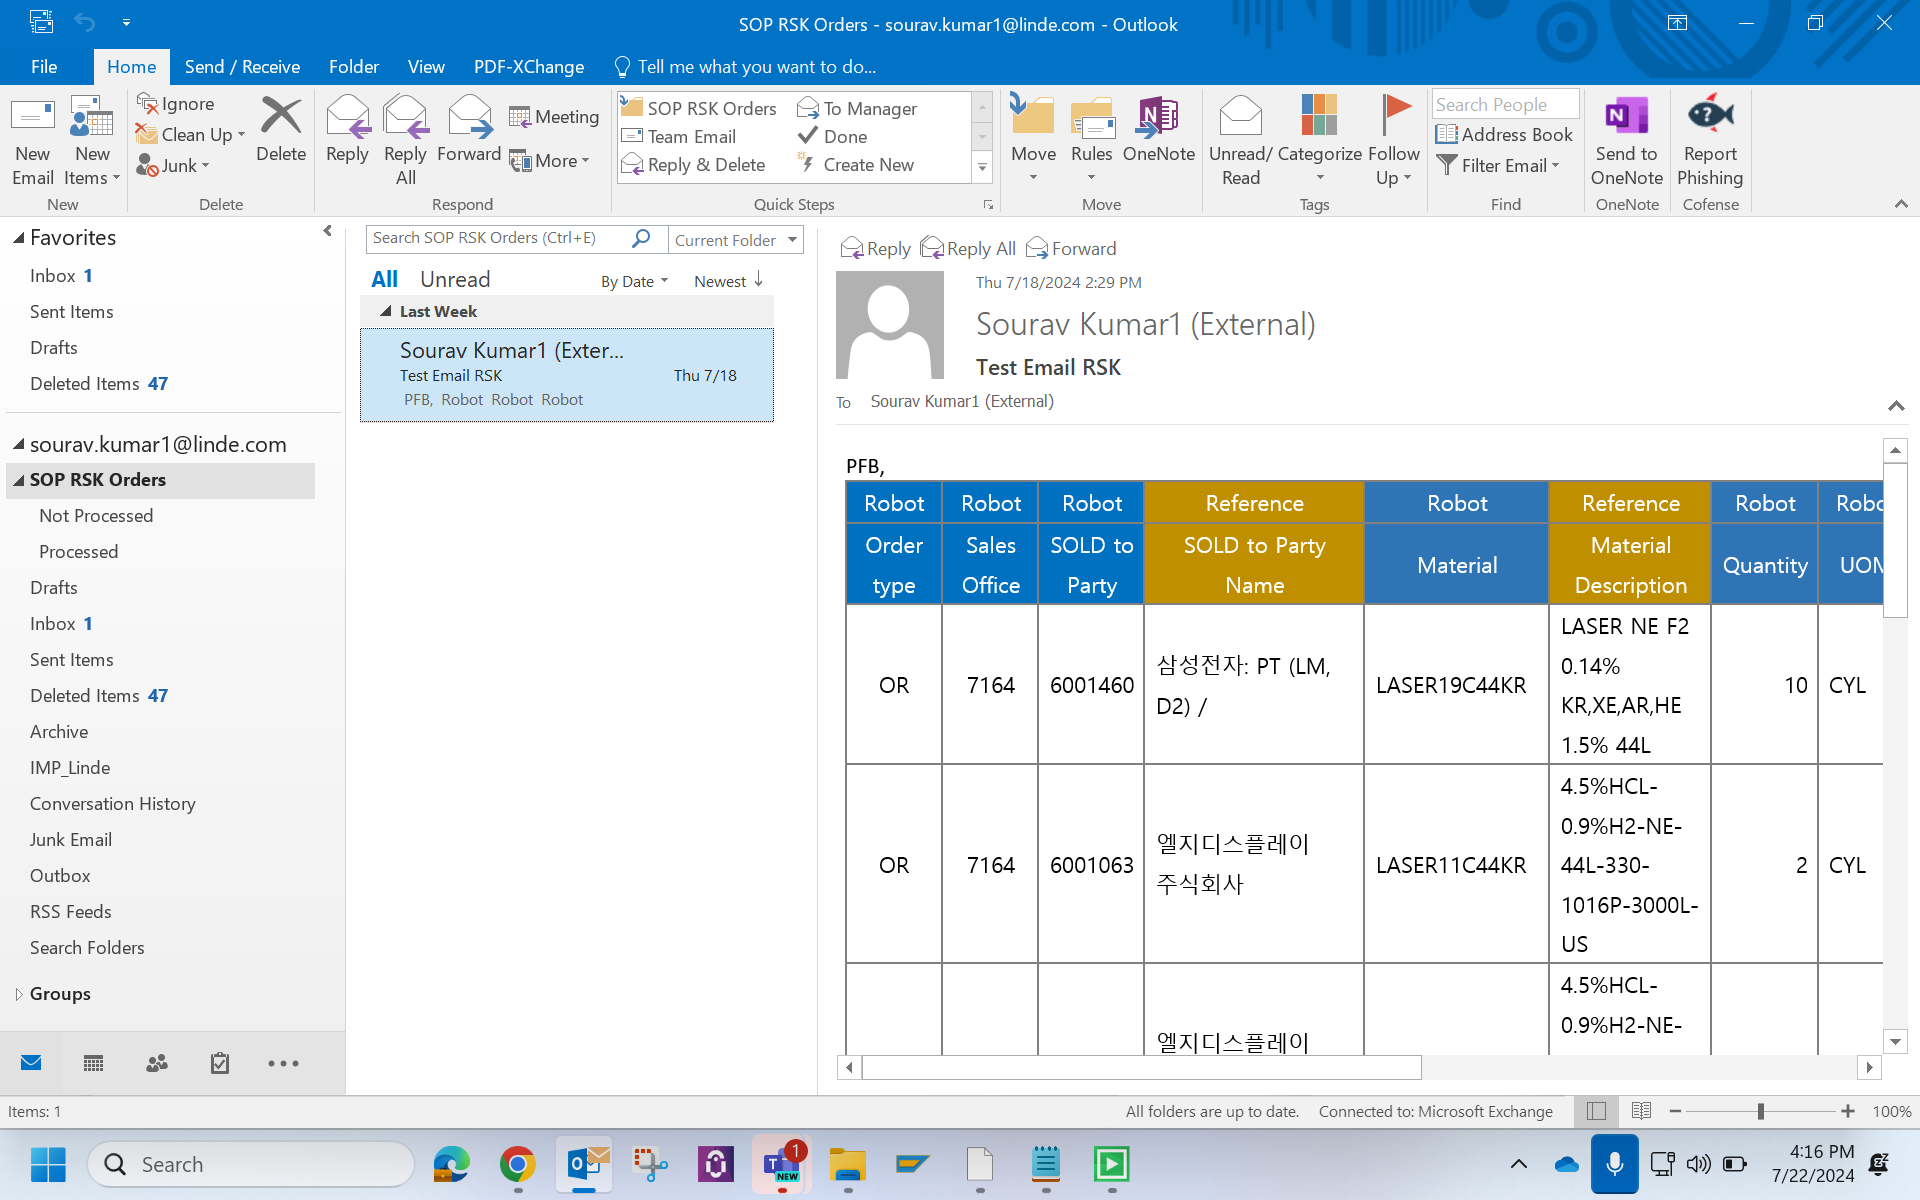 SOP RSK Orders - sourav.kumar1@linde.com - Outlook
File
Home
Send / Receive
Folder
View
PDF-XChange
Tell me what you want to do...
New Email
New Items
New
Ignore
Clean Up
Junk
Delete
Delete
Reply
Reply All
Forward
Meeting
More
Respond
SOP RSK Orders
Team Email
Reply & Delete
To Manager
Done
Create New
Quick Steps
Move
Rules
OneNote
Move
Unread/ Read
Categorize
Follow Up
Tags
Search People
Address Book
Filter Email
Find
Send to OneNote
OneNote
Report Phishing
Cofense
Favorites
Inbox 1
Sent Items
Drafts
Deleted Items 47
sourav.kumar1@linde.com
SOP RSK Orders
Not Processed
Processed
Drafts
Inbox 1
Sent Items
Deleted Items 47
Archive
IMP_Linde
Conversation History
Junk Email
Outbox
RSS Feeds
Search Folders
Groups
Search SOP RSK Orders (Ctrl+E)
Current Folder
All
Unread
By Date
Newest
Last Week
Sourav Kumar1 (Exter...
Test Email RSK
Thu 7/18
PFB, Robot Robot Robot
Reply
Reply All
Forward
Thu 7/18/2024 2:29 PM
Sourav Kumar1 (External)
Test Email RSK
To Sourav Kumar1 (External)
PFB,
Robot Robot Robot Reference Robot Reference Robot Robo
Order type
Sales Office
SOLD to Party
SOLD to Party Name
Material
Material Description
Quantity
UOM
OR
7164
6001460
삼성전자: PT (LM,
D2) /
LASER19C44KR
LASER NE F2
0.14%
KR,XE,AR,HE
1.5% 44L
10
CYL
OR
7164
6001063
엘지디스플레이
주식회사
LASER11C44KR
4.5%HCL-
0.9%H2-NE-
44L-330-
1016P-3000L-
US
2
CYL
엘지디스플레이
4.5%HCL-
0.9%H2-NE-
Items: 1
All folders are up to date.
Connected to: Microsoft Exchange
100%
Search
1
NEW
4:16 PM
7/22/2024